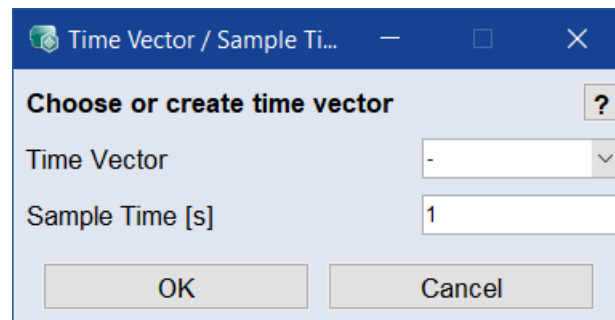 Time Vector / Sample Ti...
Choose or create time vector ?
Time Vector -
Sample Time [s] 1
OK Cancel